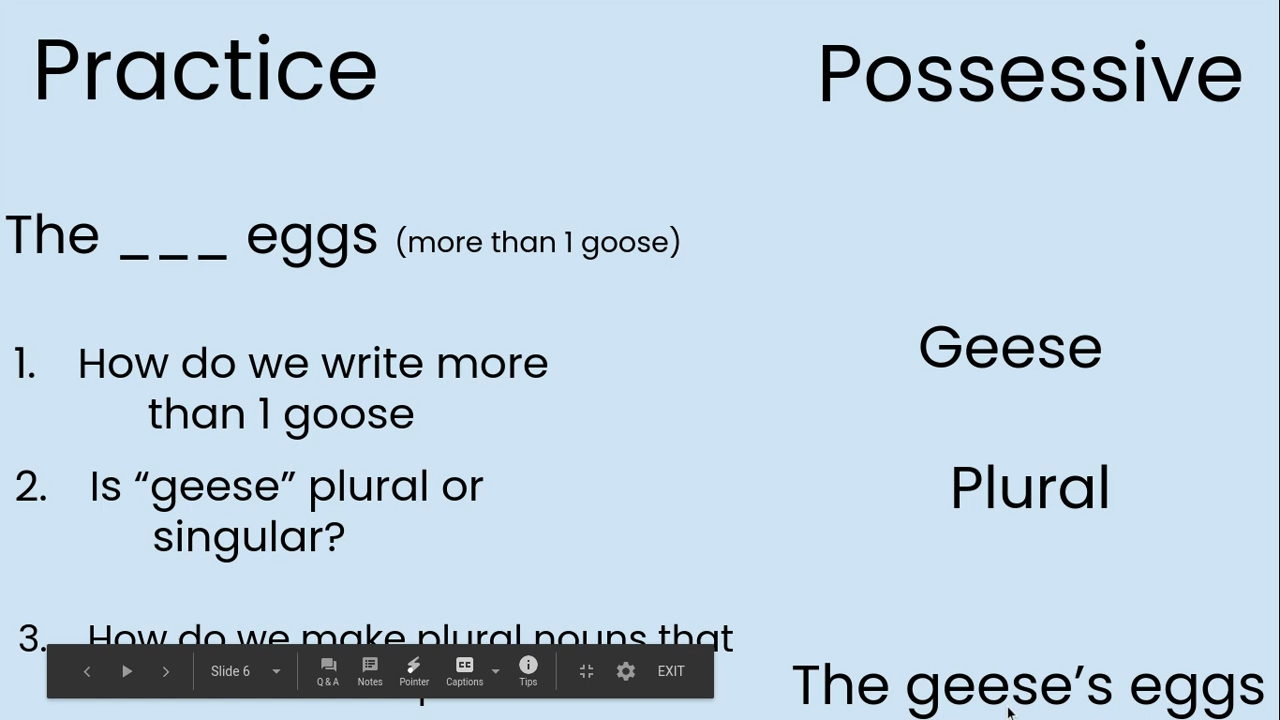 Practice
Possessive
The _ _ _ eggs (more than 1 goose)
1. How do we write more
than 1 goose
Geese
2. Is “geese” plural or
singular?
Plural
3. How do we make plural nouns that
The geese’s eggs
Slide 6
Q & A
Notes
Pointer
CC
Captions
Tips
EXIT